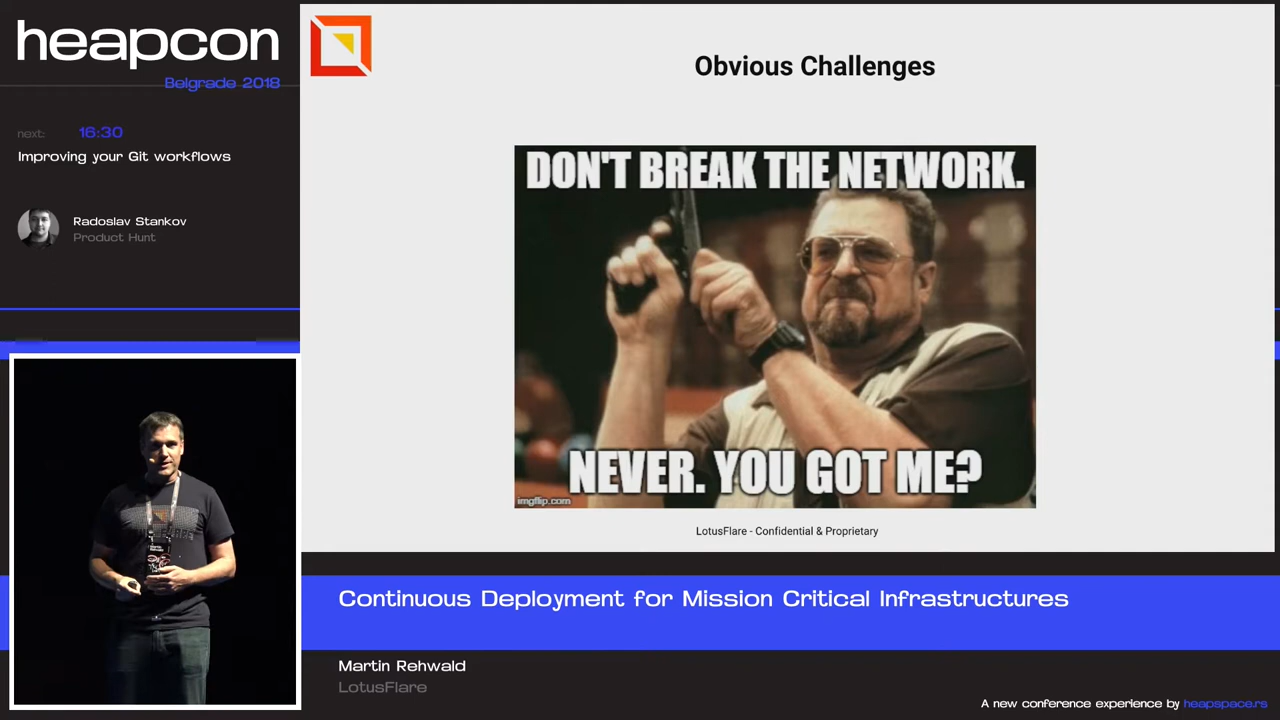 heapcon
Belgrade 2018
next: 16:30
Improving your Git workflows
Radoslav Stankov
Product Hunt
Obvious Challenges
DON'T BREAK THE NETWORK.
NEVER. YOU GOT ME?
imgflip.com
LotusFlare - Confidential & Proprietary
Martin
Rehwald
Continuous Deployment for Mission Critical Infrastructures
Martin Rehwald
LotusFlare
A new conference experience by heapspace.rs